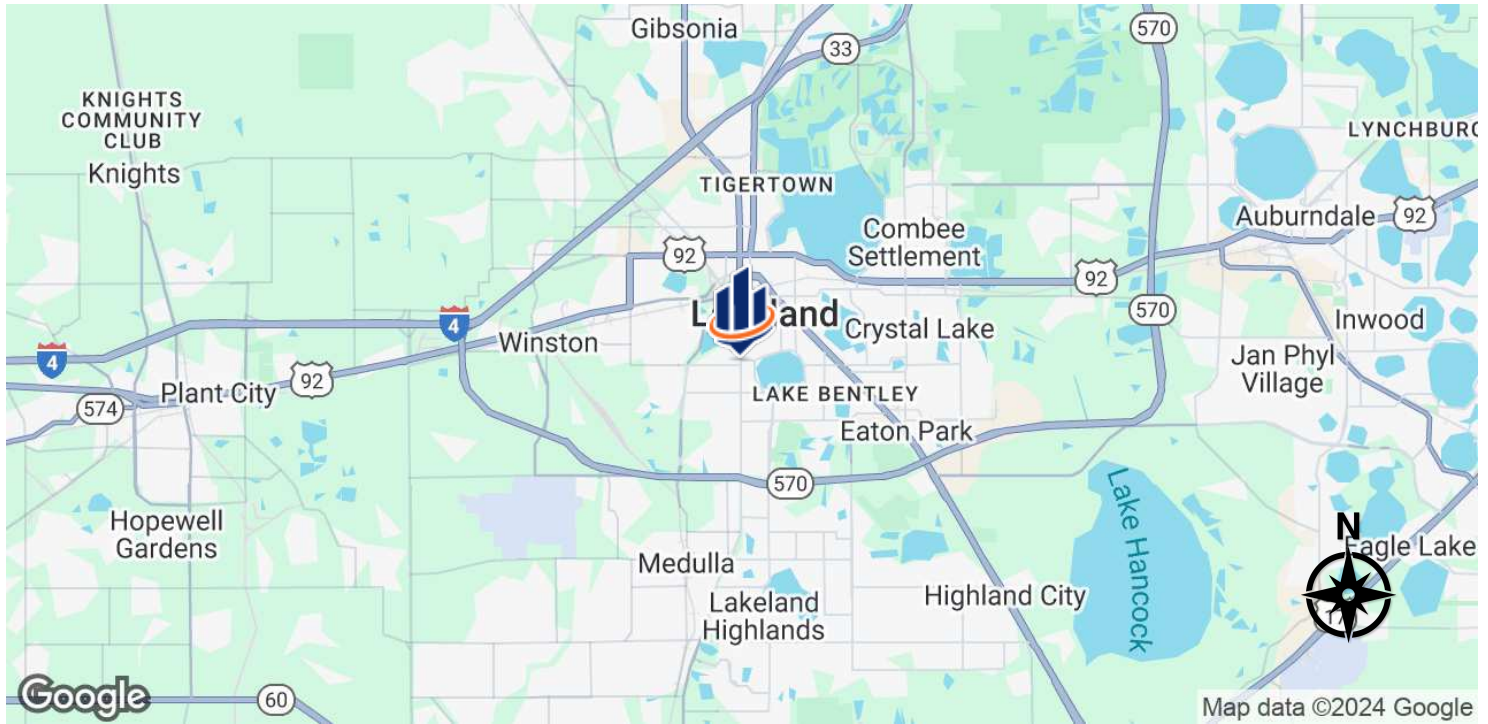 Gibsonia
33
570
KNIGHTS
COMMUNITY
CLUB
Knights
LYNCHBURG
TIGERTOWN
Auburndale
92
Combee
Settlement
92
92
570
4
Crystal Lake
Inwood
Winston
4
Jan Phyl
Village
92
Plant City
574
LAKE BENTLEY
Eaton Park
570
Lake Hancock
Hopewell
Gardens
N
Eagle Lake
Medulla
Highland City
Lakeland
Highlands
Google
60
Map data ©2024 Google